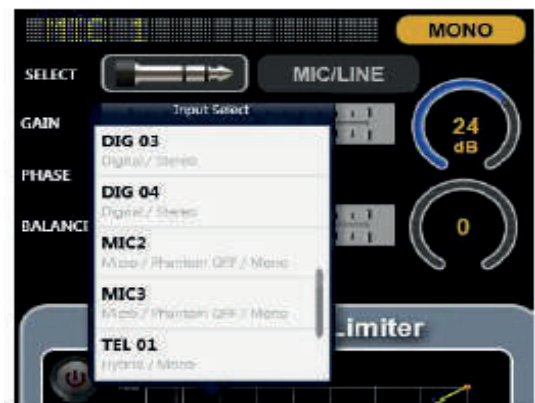 MIC 1
MONO
SELECT
MIC/LINE
Input Select
GAIN
24
dB
DIG 03
Digital / Stereo
PHASE
DIG 04
Digital / Stereo
BALANCE
0
MIC2
Micro / Phantom OFF / Mono
MIC3
Micro / Phantom OFF / Mono
Limiter
TEL 01
Hybrid / Mono